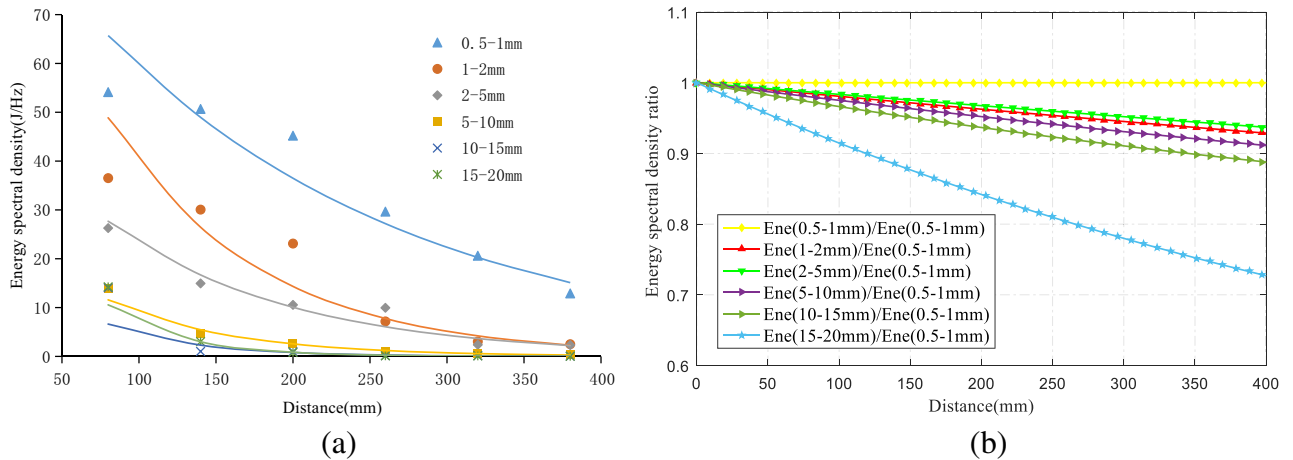 (a)
Energy spectral density(J/Hz)
70
60
50
40
30
20
10
0
50
100
150
200
250
300
350
400
Distance(mm)
0.5-1mm
1-2mm
2-5mm
5-10mm
10-15mm
15-20mm
(b)
Energy spectral density ratio
1.1
1
0.9
0.8
0.7
0.6
0
50
100
150
200
250
300
350
400
Distance(mm)
Ene(0.5-1mm)/Ene(0.5-1mm)
Ene(1-2mm)/Ene(0.5-1mm)
Ene(2-5mm)/Ene(0.5-1mm)
Ene(5-10mm)/Ene(0.5-1mm)
Ene(10-15mm)/Ene(0.5-1mm)
Ene(15-20mm)/Ene(0.5-1mm)
(a)
(b)